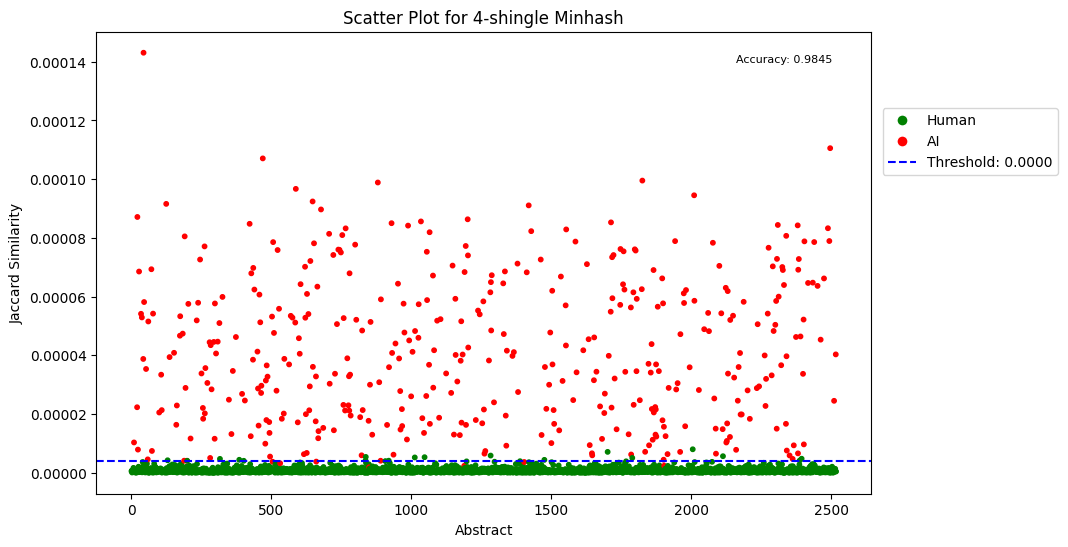 Scatter Plot for 4-shingle Minhash
Accuracy: 0.9845
Human
AI
Threshold: 0.0000
Jaccard Similarity
0.00014
0.00012
0.00010
0.00008
0.00006
0.00004
0.00002
0.00000
0
500
1000
1500
2000
2500
Abstract